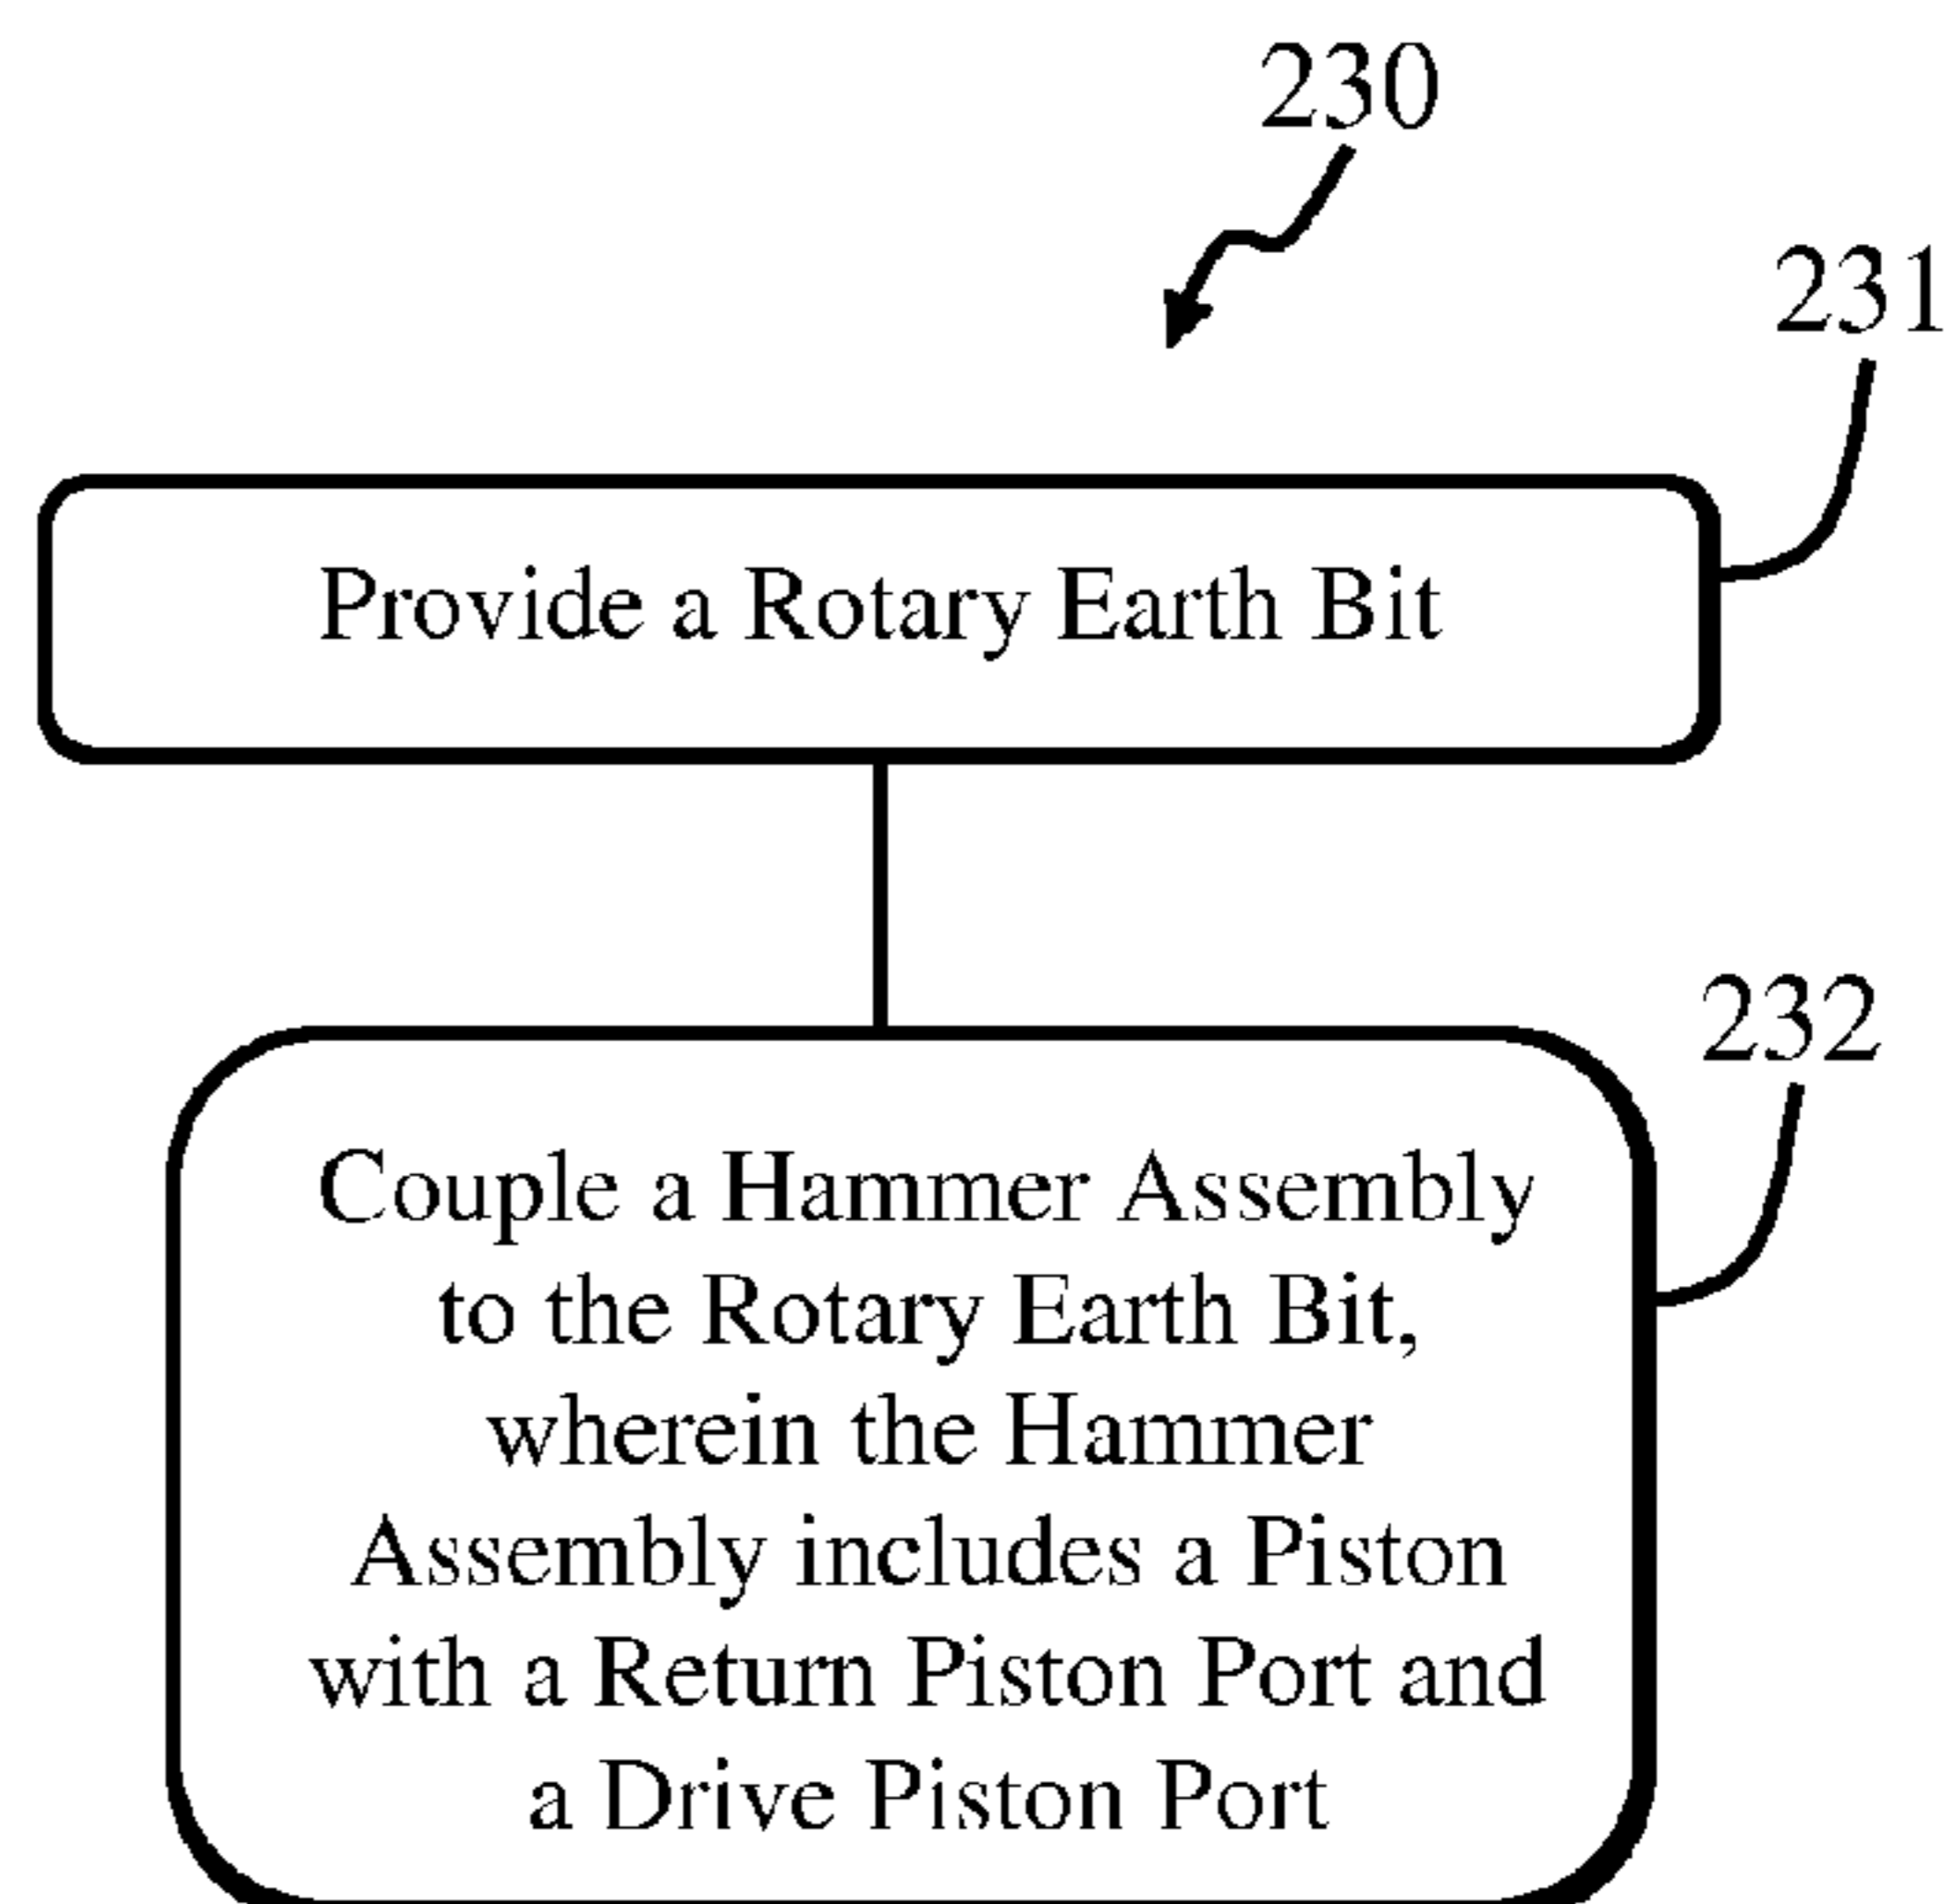 230
231
Provide a Rotary Earth Bit
232
Couple a Hammer Assembly
to the Rotary Earth Bit,
wherein the Hammer
Assembly includes a Piston
with a Return Piston Port and
a Drive Piston Port